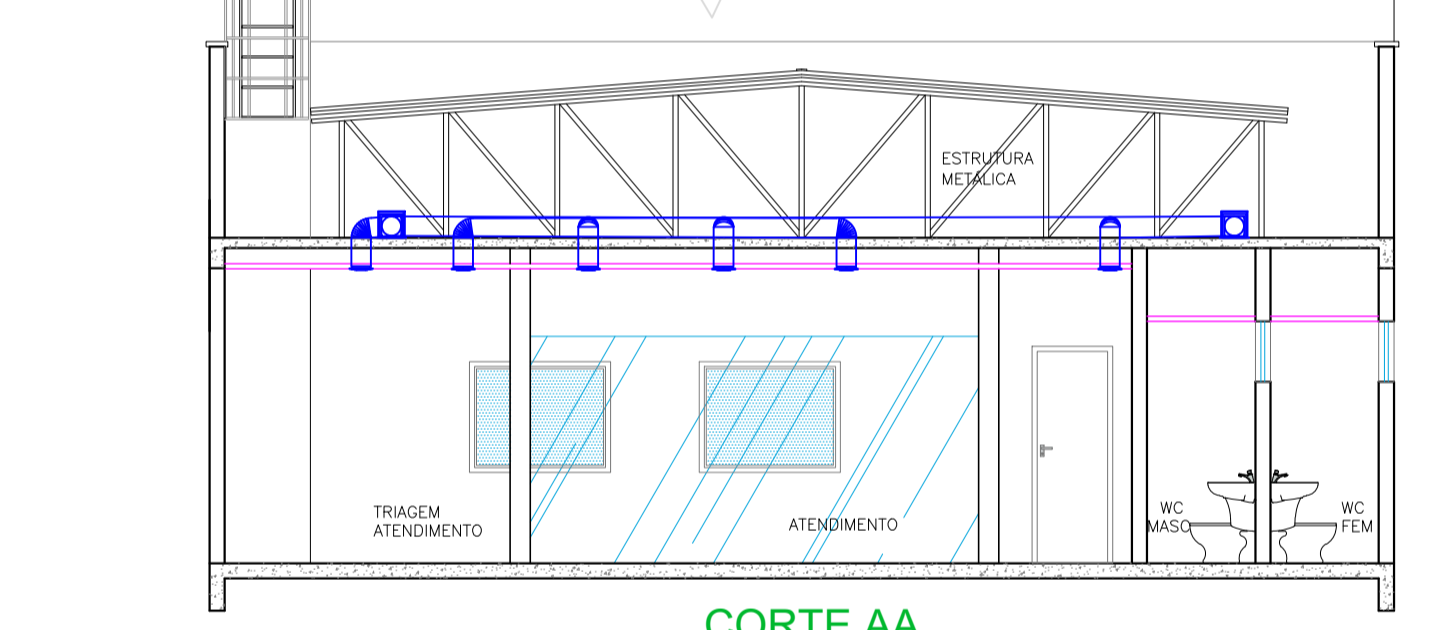 ESTRUTURA
METÁLICA
TRIAGEM
ATENDIMENTO
ATENDIMENTO
WC
MASC
WC
FEM
CORTE AA